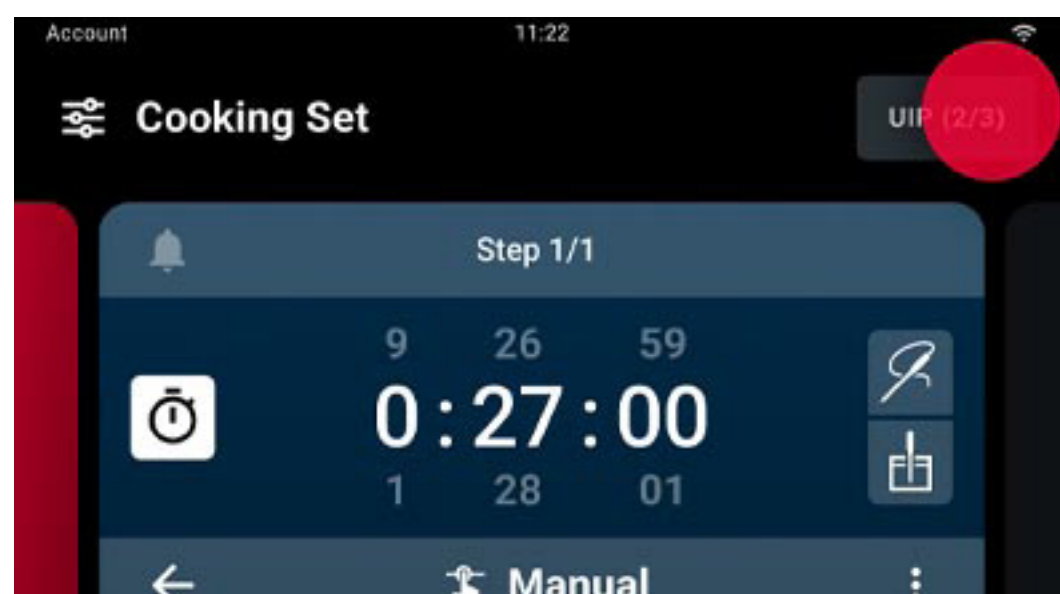 Account 11:22
Cooking Set UIP (2/3)
Step 1/1
9 26 59
0 : 27 : 00
1 28 01
Manual